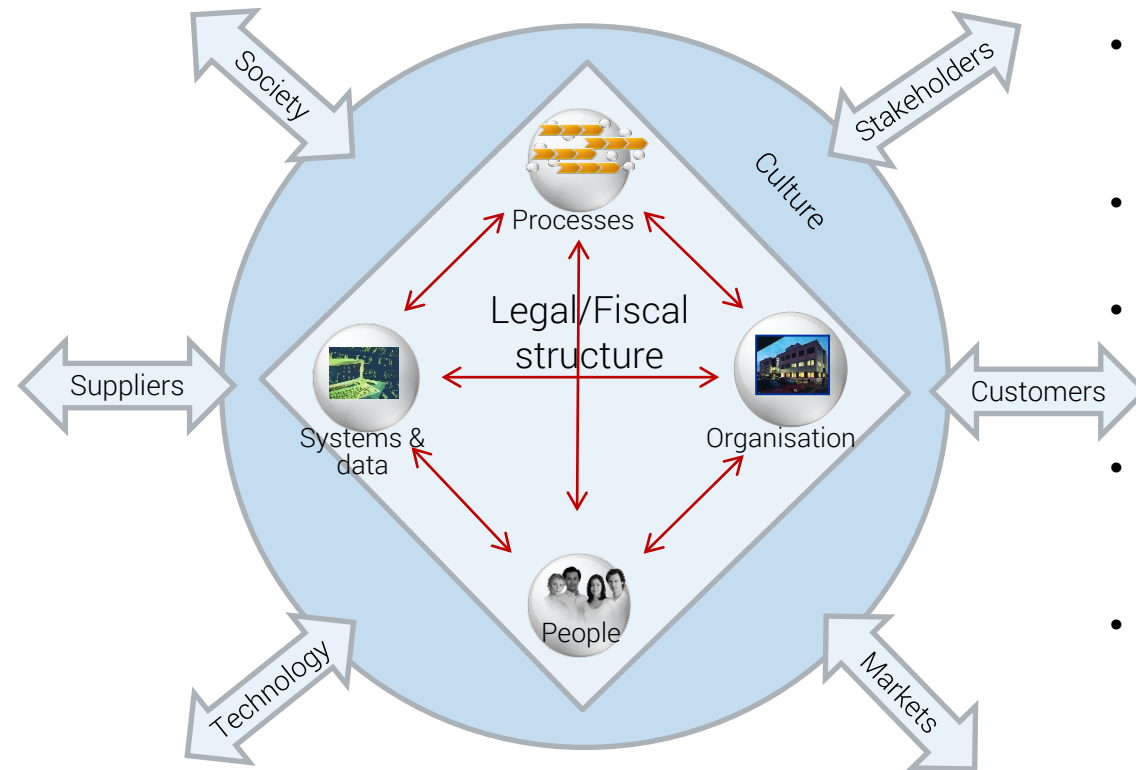 Society
Stakeholders
Culture
Processes
Legal/Fiscal
structure
Suppliers
Customers
Systems &
data
Organisation
People
Technology
Markets